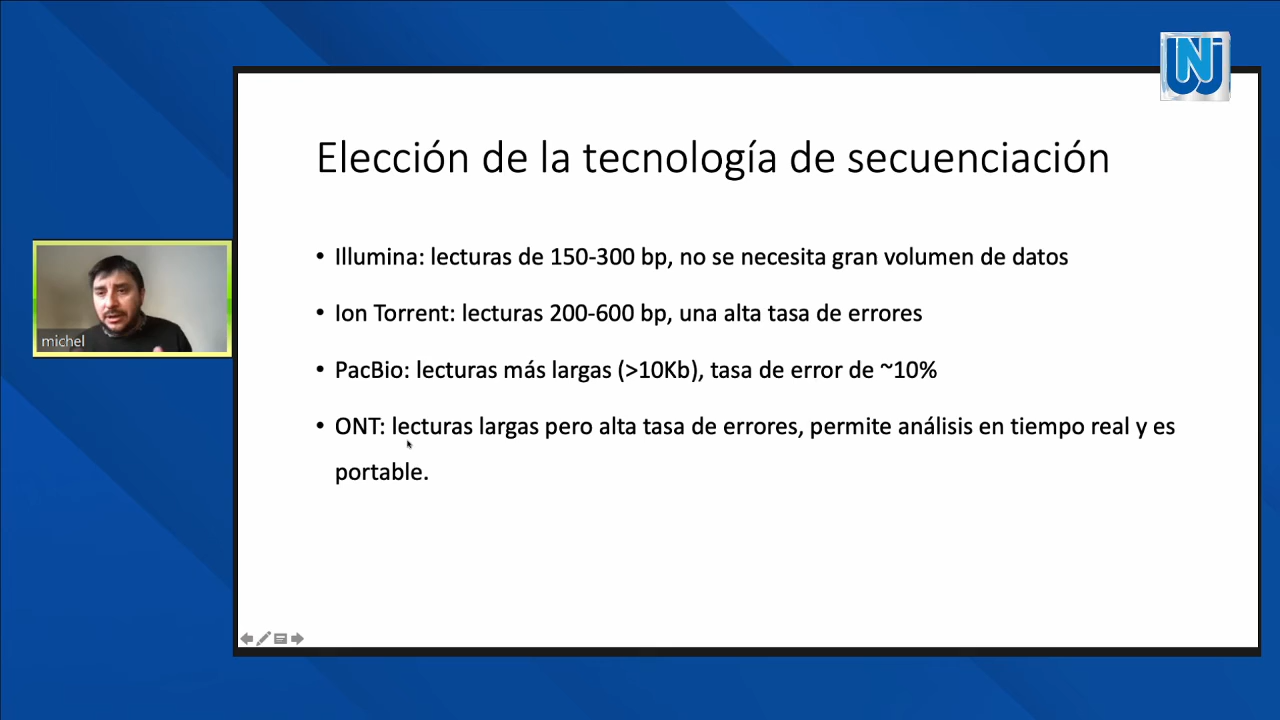 UNJ
Elección de la tecnología de secuenciación
• Illumina: lecturas de 150-300 bp, no se necesita gran volumen de datos
• Ion Torrent: lecturas 200-600 bp, una alta tasa de errores
michel
• PacBio: lecturas más largas (>10Kb), tasa de error de ~10%
• ONT: lecturas largas pero alta tasa de errores, permite análisis en tiempo real y es
portable.